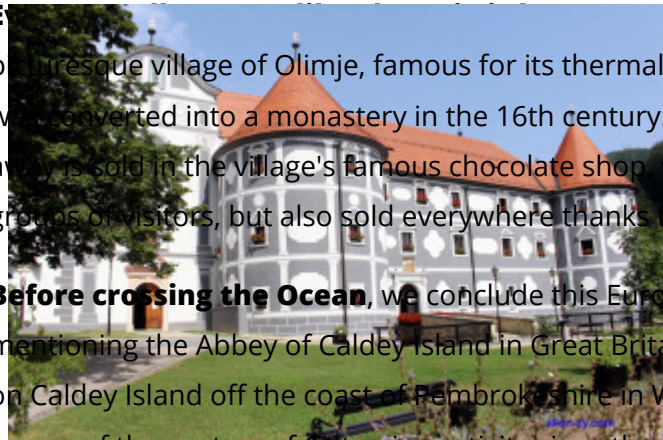 picturesque village of Olimje, famous for its thermal
was converted into a monastery in the 16th century.
away is sold in the village's famous chocolate shop.
groups of visitors, but also sold everywhere thanks
Before crossing the Ocean, we conclude this Euro
mentioning the Abbey of Caldey Island in Great Brita
on Caldey Island off the coast of Pembrokeshire in W